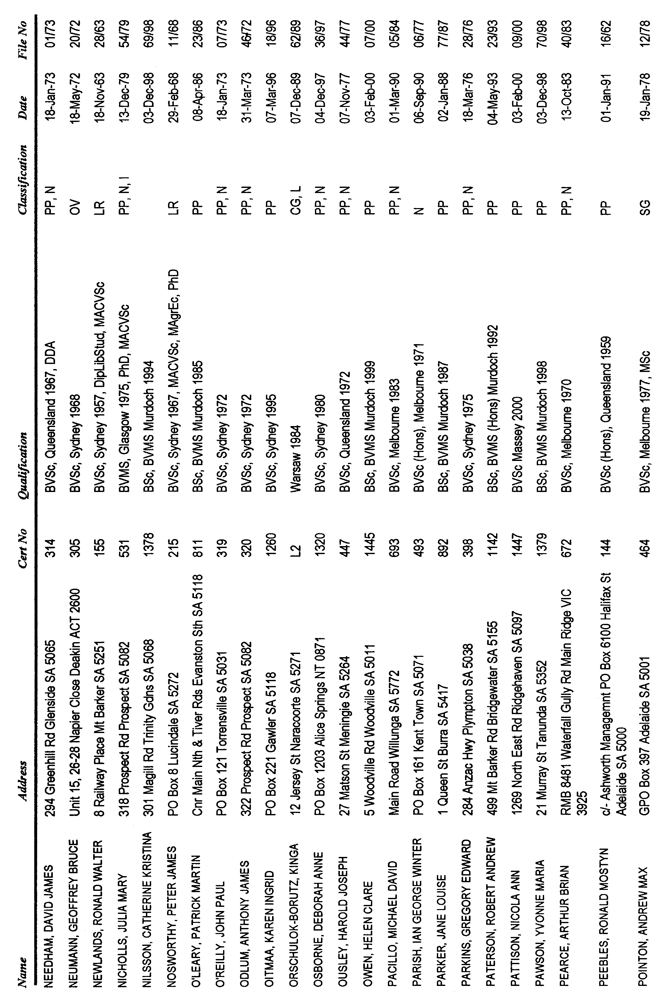 Name Address Cert No Qualification Classification Date File No
NEEDHAM, DAVID JAMES 294 Greenhill Rd Glenside SA 5065 314 BVSc, Queensland 1967, DDA PP, N 18-Jan-73 01/73
NEUMANN, GEOFFREY BRUCE Unit 15, 26-28 Napier Close Deakin ACT 2600 305 BVSc, Sydney 1968 OV 18-May-72 20/72
NEWLANDS, RONALD WALTER 8 Railway Place Mt Barker SA 5251 155 BVSc, Sydney 1957, DipLibStud, MACVSc LR 18-Nov-63 28/63
NICHOLLS, JULIA MARY 318 Prospect Rd Prospect SA 5082 531 BVMS, Glasgow 1975, PhD, MACVSc PP, N, I 13-Dec-79 54/79
NILSSON, CATHERINE KRISTINA 301 Magill Rd Trinity Gdns SA 5068 1378 BSc, BVMS Murdoch 1994 03-Dec-98 69/98
NOSWORTHY, PETER JAMES PO Box 8 Lucindale SA 5272 215 BVSc, Sydney 1967, MACVSc, MAgrEc, PhD LR 29-Feb-68 11/68
O'LEARY, PATRICK MARTIN Cnr Main Nth & Tiver Rds Evanston Sth SA 5118 811 BSc, BVMS Murdoch 1985 PP 08-Apr-86 23/86
O'REILLY, JOHN PAUL PO Box 121 Torrensville SA 5031 319 BVSc, Sydney 1972 PP, N 18-Jan-73 07/73
ODLUM, ANTHONY JAMES 322 Prospect Rd Prospect SA 5082 320 BVSc, Sydney 1972 PP, N 31-Mar-73 46/72
OITMAA, KAREN INGRID PO Box 221 Gawler SA 5118 1260 BVSc, Sydney 1995 PP 07-Mar-96 18/96
ORSCHULOK-BORUTZ, KINGA 12 Jersey St Naracoorte SA 5271 L2 Warsaw 1984 CG, L 07-Dec-89 62/89
OSBORNE, DEBORAH ANNE PO Box 1203 Alice Springs NT 0871 1320 BVSc, Sydney 1980 PP, N 04-Dec-97 36/97
OUSLEY, HAROLD JOSEPH 27 Matson St Meningie SA 5264 447 BVSc, Queensland 1972 PP, N 07-Nov-77 44/77
OWEN, HELEN CLARE 5 Woodville Rd Woodville SA 5011 1445 BSc, BVMS Murdoch 1999 PP 03-Feb-00 07/00
PACILLO, MICHAEL DAVID Main Road Willunga SA 5772 693 BVSc, Melbourne 1983 PP, N 01-Mar-90 05/84
PARISH, IAN GEORGE WINTER PO Box 161 Kent Town SA 5071 493 BVSc (Hons), Melbourne 1971 N 06-Sep-90 06/77
PARKER, JANE LOUISE 1 Queen St Burra SA 5417 892 BSc, BVMS Murdoch 1987 PP 02-Jan-88 77/87
PARKINS, GREGORY EDWARD 284 Anzac Hwy Plympton SA 5038 398 BVSc, Sydney 1975 PP, N 18-Mar-76 28/76
PATERSON, ROBERT ANDREW 499 Mt Barker Rd Bridgewater SA 5155 1142 BSc, BVMS (Hons) Murdoch 1992 PP 04-May-93 23/93
PATTISON, NICOLA ANN 1269 North East Rd Ridgehaven SA 5097 1447 BVSc Massey 2000 PP 03-Feb-00 09/00
PAWSON, YVONNE MARIA 21 Murray St Tanunda SA 5352 1379 BSc, BVMS Murdoch 1998 PP 03-Dec-98 70/98
PEARCE, ARTHUR BRIAN RMB 8481 Waterfall Gully Rd Main Ridge VIC 672 BVSc, Melbourne 1970 PP, N 13-Oct-83 40/83
3925
PEEBLES, RONALD MOSTYN c/- Ashworth Managemnt PO Box 6100 Halifax St 144 BVSc (Hons), Queensland 1959 PP 01-Jan-91 16/62
Adelaide SA 5000
POINTON, ANDREW MAX GPO Box 397 Adelaide SA 5001 464 BVSc, Melbourne 1977, MSc SG 19-Jan-78 12/78